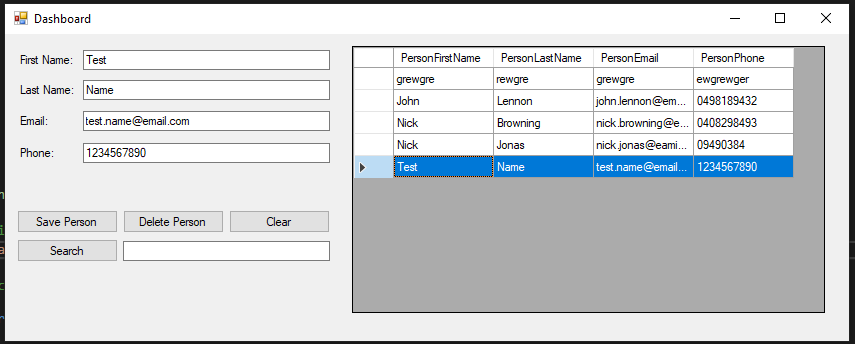 Dashboard
First Name: Test
Last Name: Name
Email: test.name@email.com
Phone: 1234567890
Save Person Delete Person Clear
Search
PersonFirstName PersonLastName PersonEmail PersonPhone
grewgre rewgre grewgre ewgrewger
John Lennon john.lennon@em... 0498189432
Nick Browning nick.browning@e... 0408298493
Nick Jonas nick.jonas@eami... 09490384
Test Name test.name@email... 1234567890